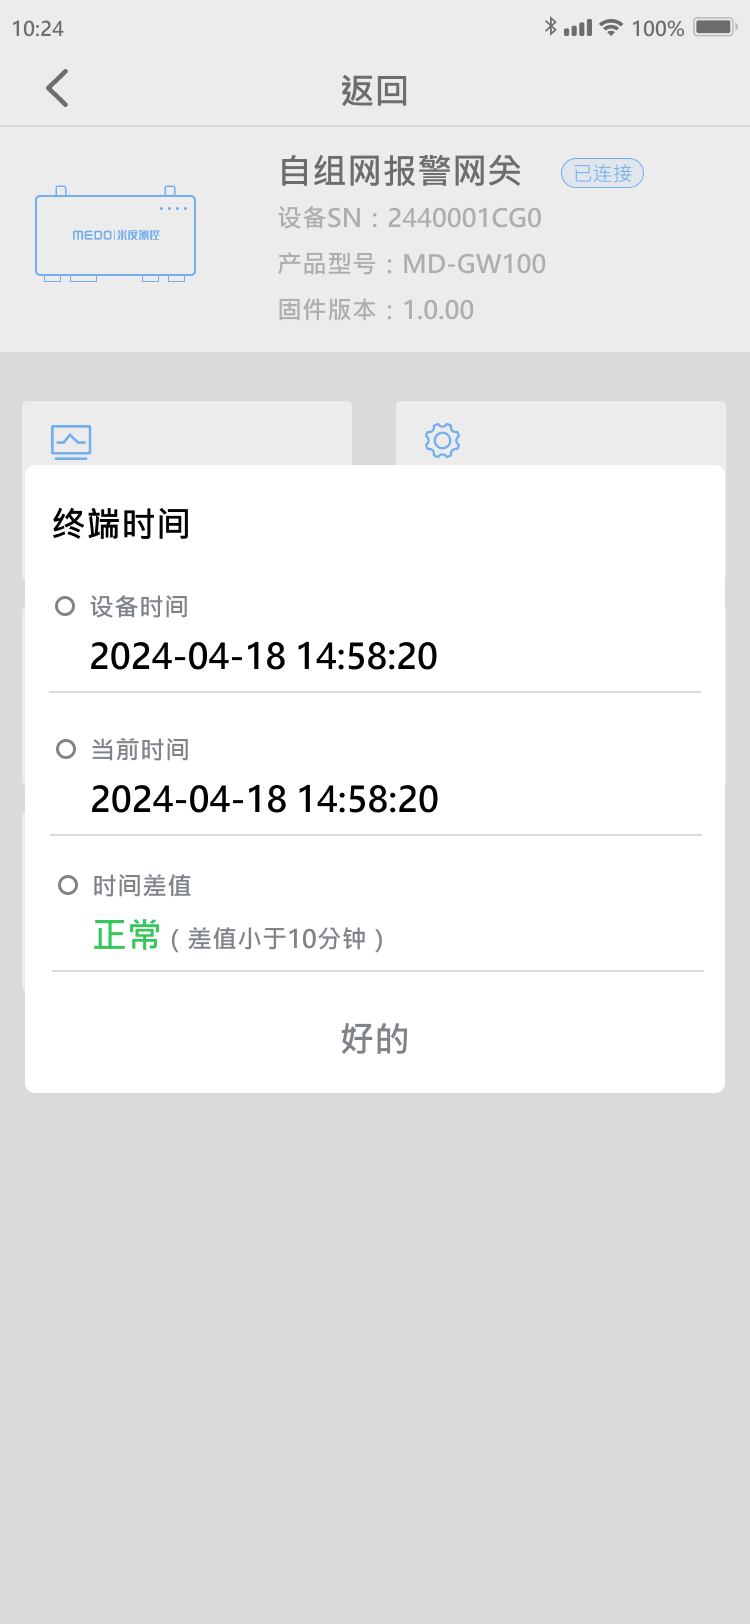 10:24
100%
返回
自组网报警网关
已连接
设备SN：2440001CG0
MEDO|米度测控
产品型号：MD-GW100
固件版本：1.0.00
终端时间
设备时间
2024-04-18 14:58:20
当前时间
2024-04-18 14:58:20
时间差值
正常（差值小于10分钟）
好的